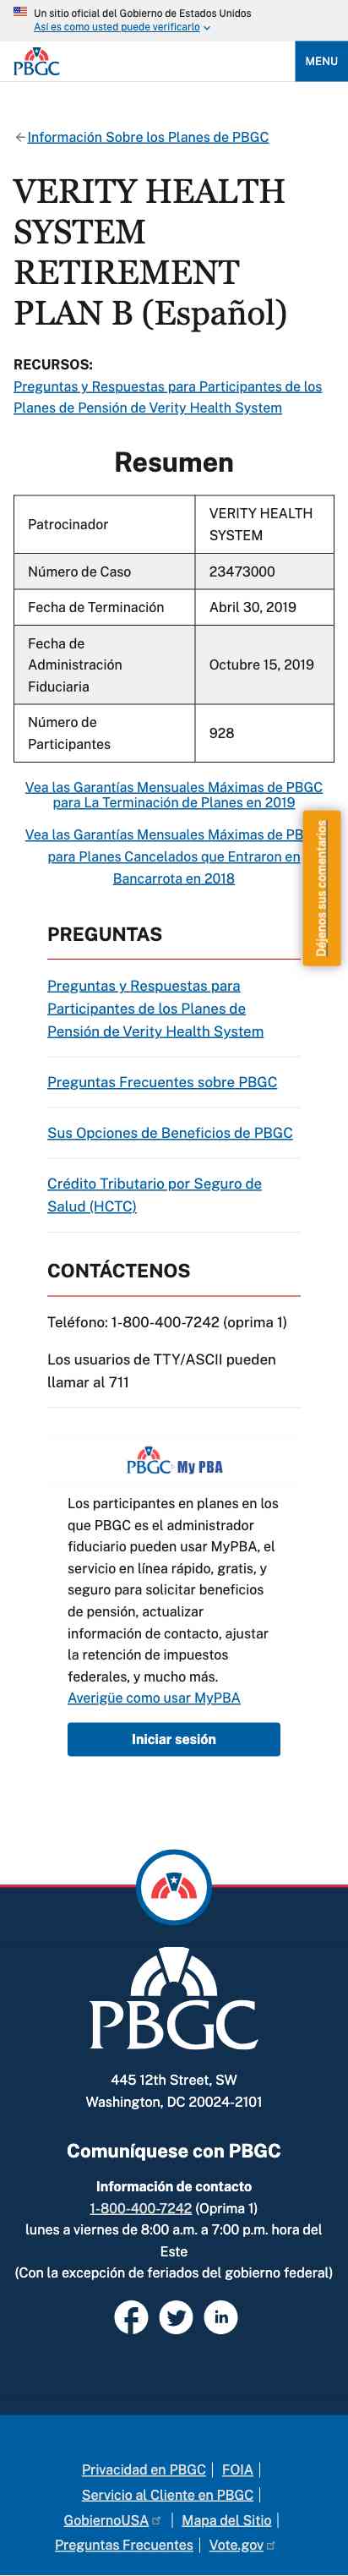 Un sitio oficial del Gobierno de Estados Unidos
Así es como usted puede verificarlo
PBGC
MENU
Información Sobre los Planes de PBGC
VERITY HEALTH
SYSTEM
RETIREMENT
PLAN B (Español)
RECURSOS:
Preguntas y Respuestas para Participantes de los
Planes de Pensión de Verity Health System
Resumen
Patrocinador
VERITY HEALTH
SYSTEM
Número de Caso
23473000
Fecha de Terminación
Abril 30, 2019
Fecha de
Administración
Fiduciaria
Octubre 15, 2019
Número de
Participantes
928
Vea las Garantías Mensuales Máximas de PBGC
para La Terminación de Planes en 2019
Vea las Garantías Mensuales Máximas de PB
para Planes Cancelados que Entraron en
Bancarrota en 2018
Déjenos sus comentarios
PREGUNTAS
Preguntas y Respuestas para
Participantes de los Planes de
Pensión de Verity Health System
Preguntas Frecuentes sobre PBGC
Sus Opciones de Beneficios de PBGC
Crédito Tributario por Seguro de
Salud (HCTC)
CONTÁCTENOS
Teléfono: 1-800-400-7242 (oprima 1)
Los usuarios de TTY/ASCII pueden
llamar al 711
PBGC My PBA
Los participantes en planes en los
que PBGC es el administrador
fiduciario pueden usar MyPBA, el
servicio en línea rápido, gratis, y
seguro para solicitar beneficios
de pensión, actualizar
información de contacto, ajustar
la retención de impuestos
federales, y mucho más.
Averigüe como usar MyPBA
Iniciar sesión
PBGC
445 12th Street, SW
Washington, DC 20024-2101
Comuníquese con PBGC
Información de contacto
1-800-400-7242 (Oprima 1)
lunes a viernes de 8:00 a.m. a 7:00 p.m. hora del
Este
(Con la excepción de feriados del gobierno federal)
in
Privacidad en PBGC | FOIA |
Servicio al Cliente en PBGC |
GobiernoUSA | Mapa del Sitio |
Preguntas Frecuentes | Vote.gov